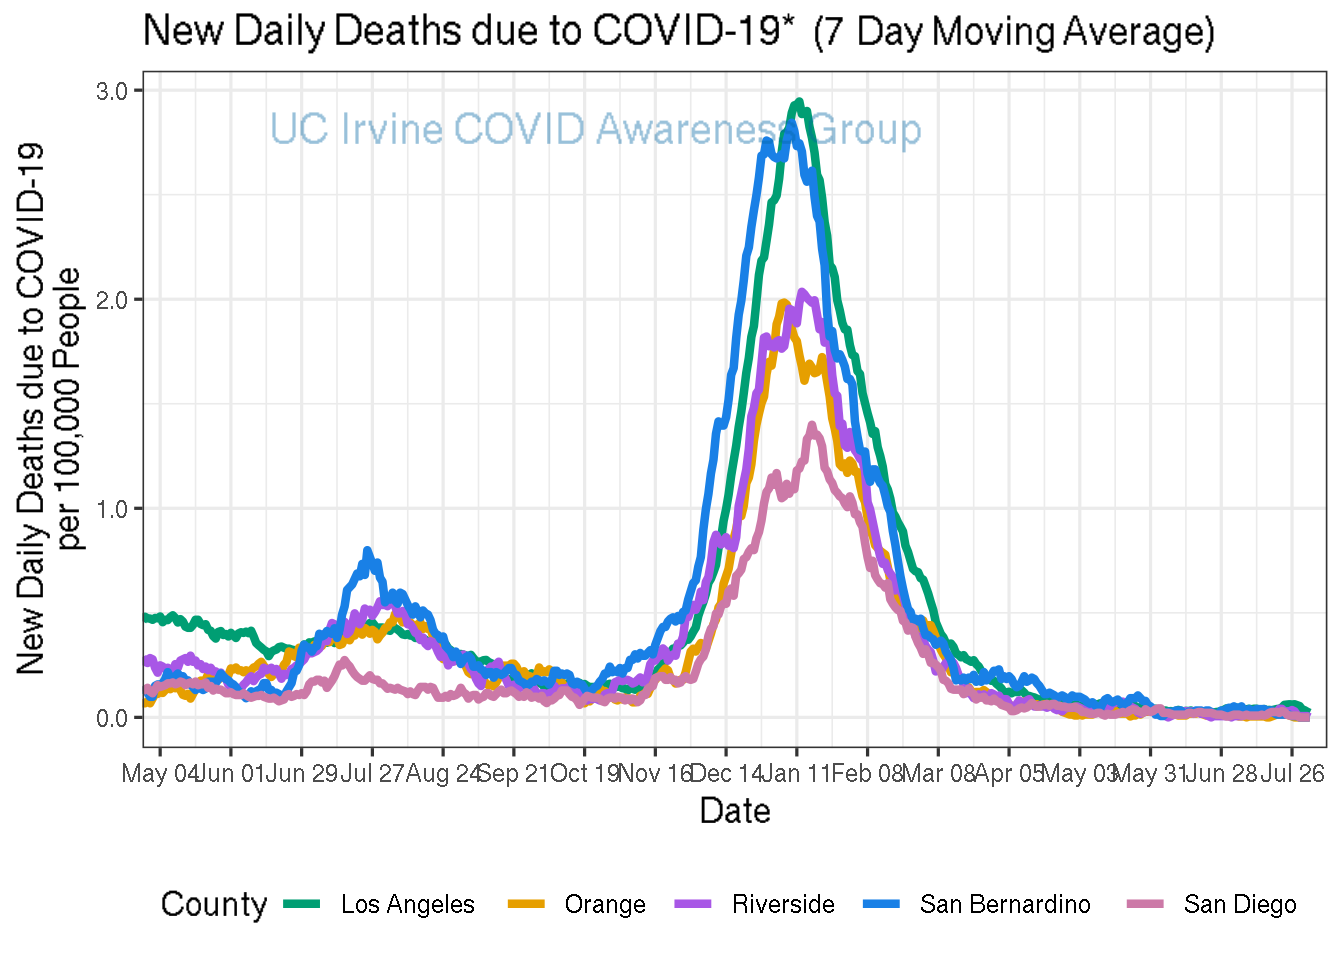 New Daily Deaths due to COVID-19* (7 Day Moving Average)
UC Irvine COVID Awareness Group
New Daily Deaths due to COVID-19
per 100,000 People
3.0
2.0
1.0
0.0
May 04 Jun 01 Jun 29 Jul 27 Aug 24 Sep 21 Oct 19 Nov 16 Dec 14 Jan 11 Feb 08 Mar 08 Apr 05 May 03 May 31 Jun 28 Jul 26
Date
County Los Angeles Orange Riverside San Bernardino San Diego